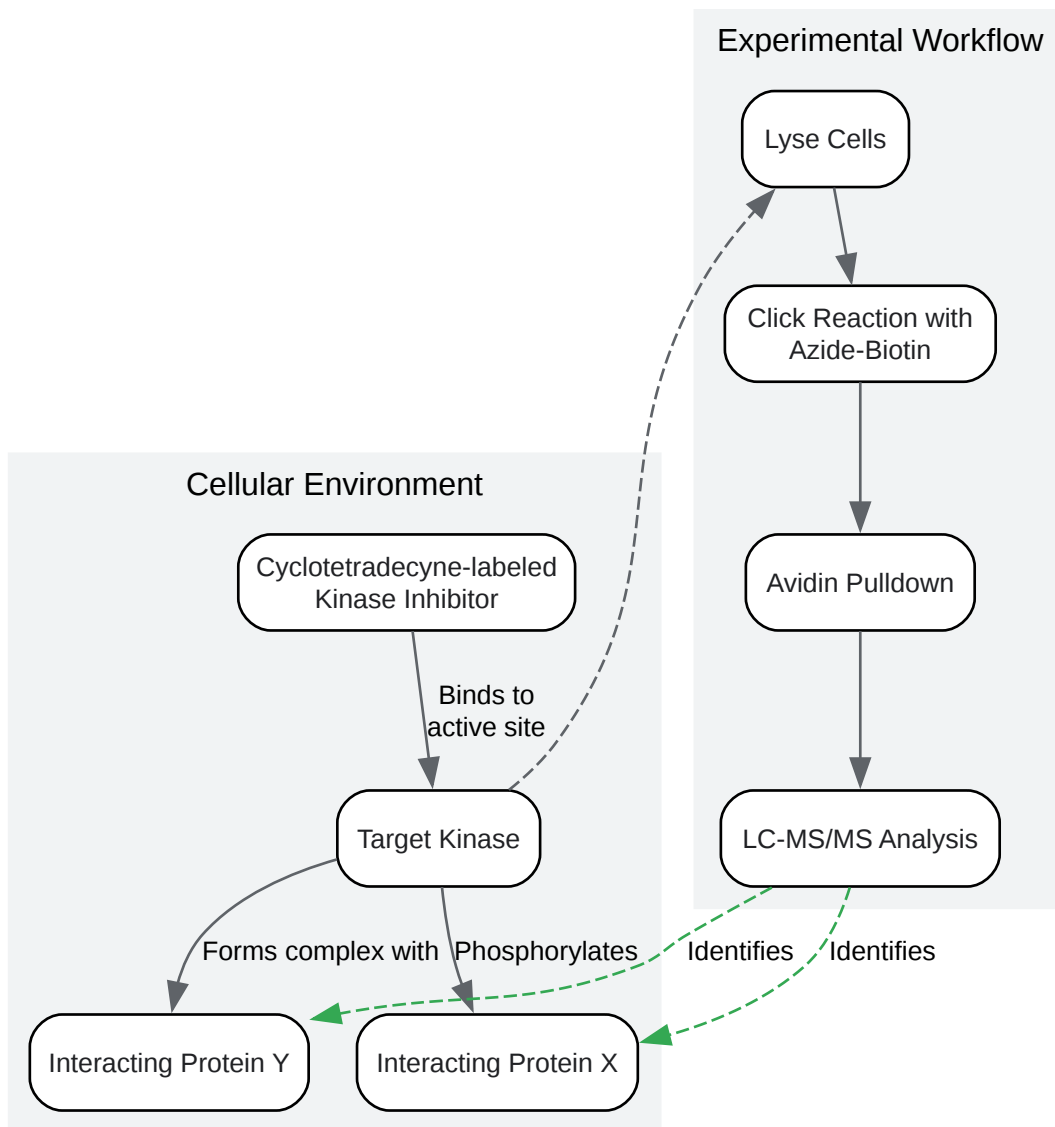 Experimental Workflow
Lyse Cells
Click Reaction with
Azide-Biotin
Cellular Environment
Cyclotetradecyne-labeled
Kinase Inhibitor
Avidin Pulldown
Binds to
active site
Target Kinase
LC-MS/MS Analysis
Forms complex with
Phosphorylates
Identifies
Identifies
Interacting Protein Y
Interacting Protein X